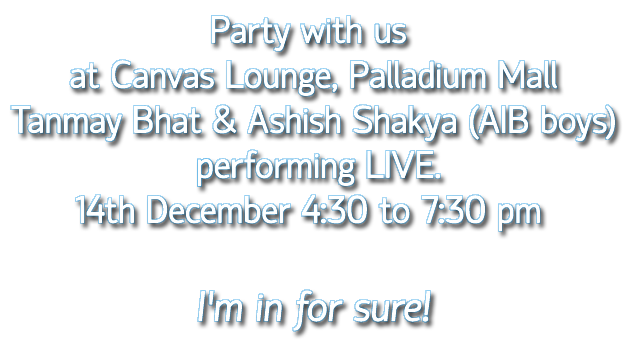 Party with us
at Canvas Lounge, Palladium Mall
Tanmay Bhat & Ashish Shakya (AIB boys)
performing LIVE.
14th December 4:30 to 7:30 pm
I'm in for sure!